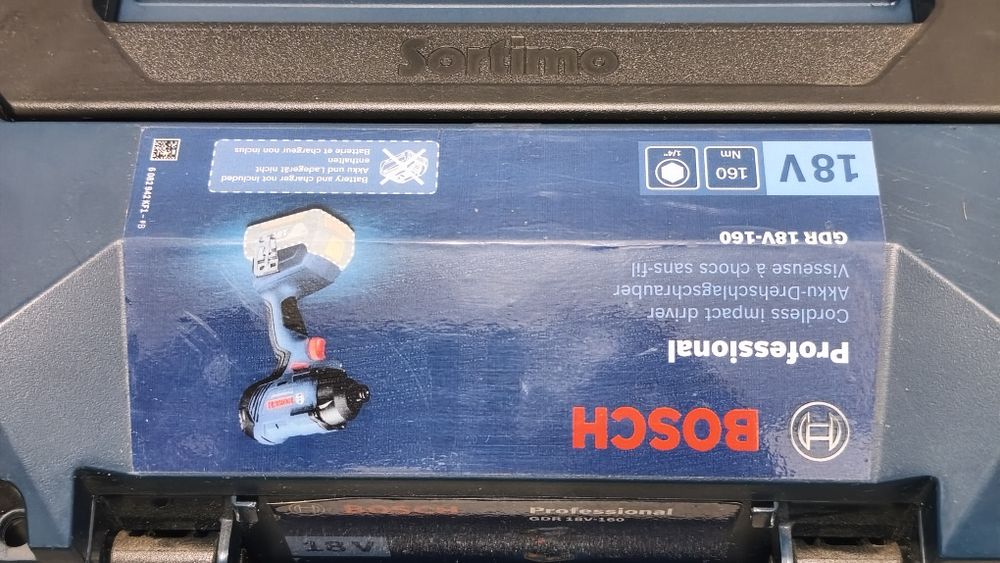 Sortimo
BOSCH
Professional
Cordless impact driver
Akku-Drehschlagschrauber
Visseuse à chocs sans-fil
GDR 18V-160
18V
160
Nm
1/4"
Battery and charger not included
Akku und Ladegerät nicht
enthalten
Batterie et chargeur non inclus
BOSCH
Professional
GDR 18V-160
18V